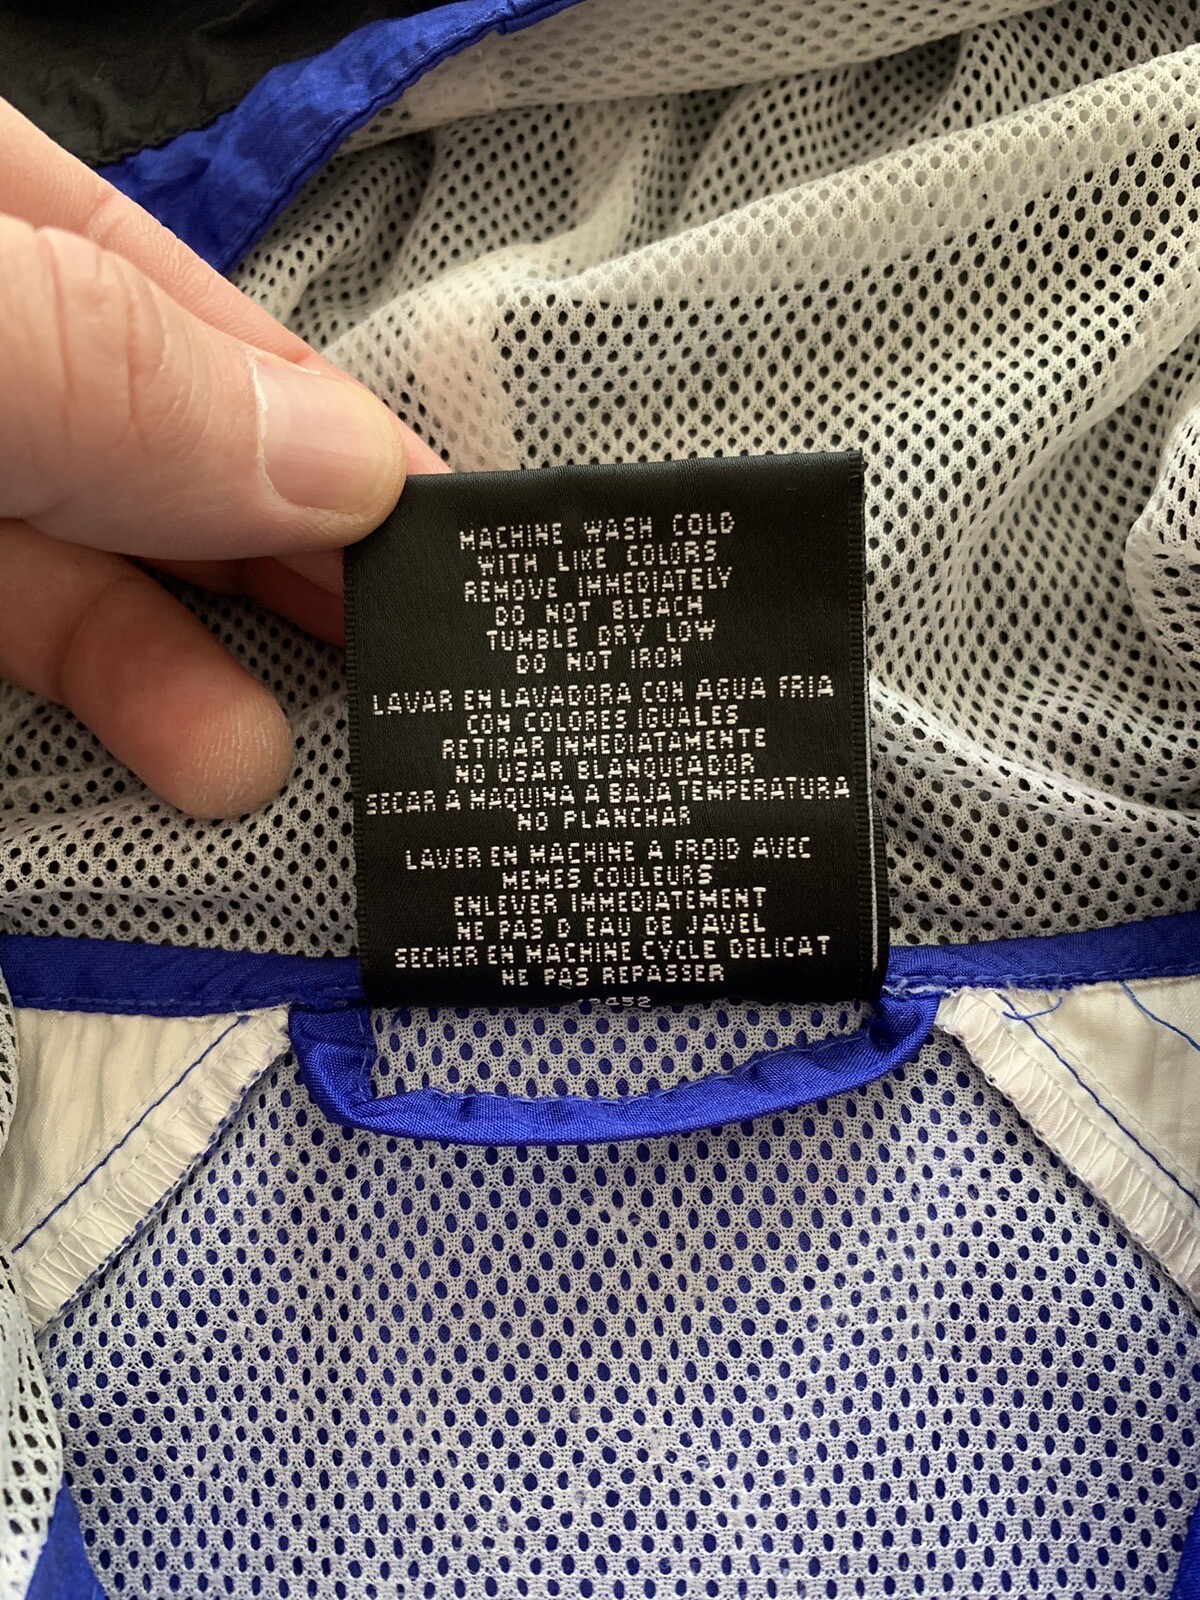 MACHINE WASH COLD
WITH LIKE COLORS
REMOVE IMMEDIATELY
DO NOT BLEACH
TUMBLE DRY LOW
DO NOT IRON
LAVAR EN LAVADORA CON AGUA FRIA
CON COLORES IGUALES
RETIRAR INMEDIATAMENTE
NO USAR BLANQUEADOR
SECAR A MAQUINA A BAJA TEMPERATURA
NO PLANCHAR
LAVER EN MACHINE A FROID AVEC
MEMES COULEURS
ENLEVER IMMEDIATEMENT
NE PAS D EAU DE JAVEL
SECHER EN MACHINE CYCLE DELICAT
NE PAS REPASSER